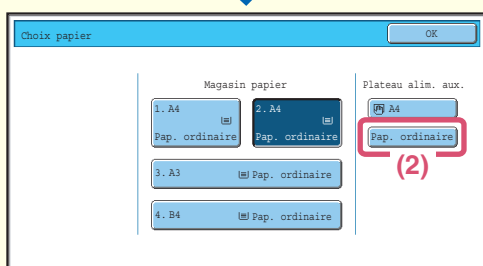 Choix papier
OK
Magasin papier
Plateau alim. aux.
1. A4
Pap. ordinaire
2. A4
Pap. ordinaire
A4
Pap. ordinaire
(2)
3. A3 Pap. ordinaire
4. B4 Pap. ordinaire